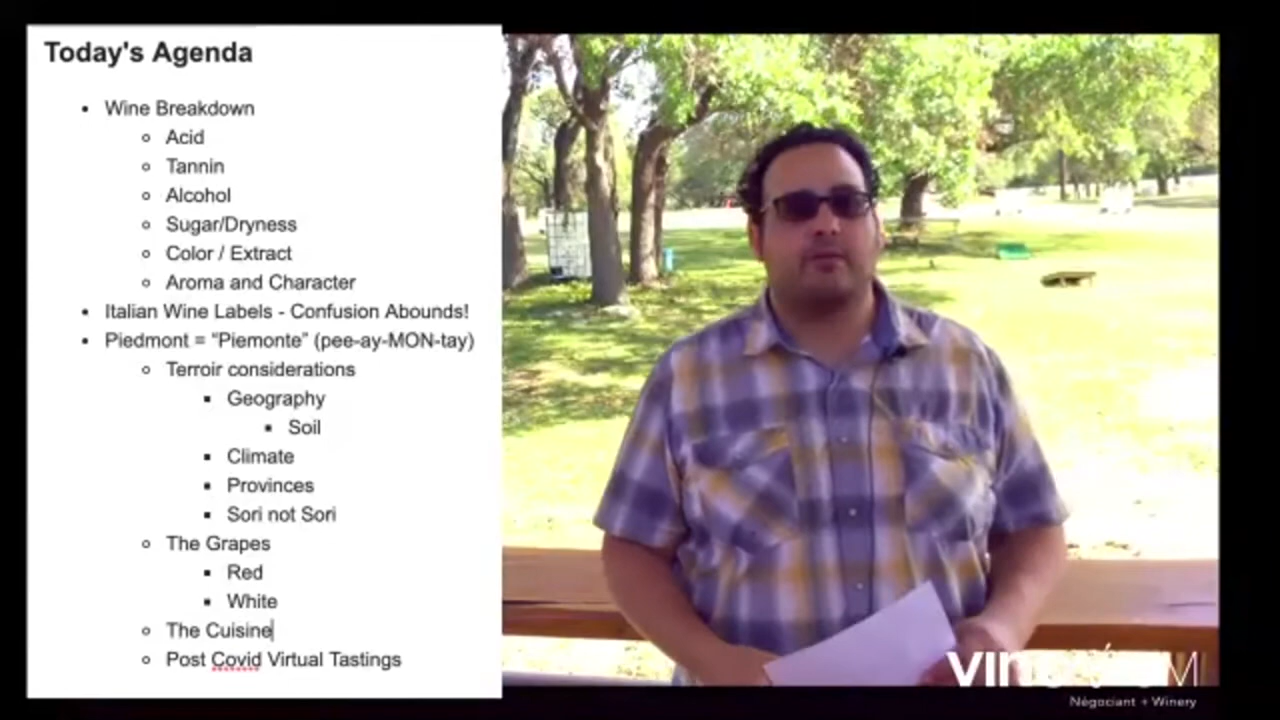 Today's Agenda
Wine Breakdown
Acid
Tannin
Alcohol
Sugar/Dryness
Color / Extract
Aroma and Character
Italian Wine Labels - Confusion Abounds!
Piedmont = “Piemonte” (pee-ay-MON-tay)
Terroir considerations
Geography
Soil
Climate
Provinces
Sori not Sori
The Grapes
Red
White
The Cuisine
Post Covid Virtual Tastings
Négociant + Winery